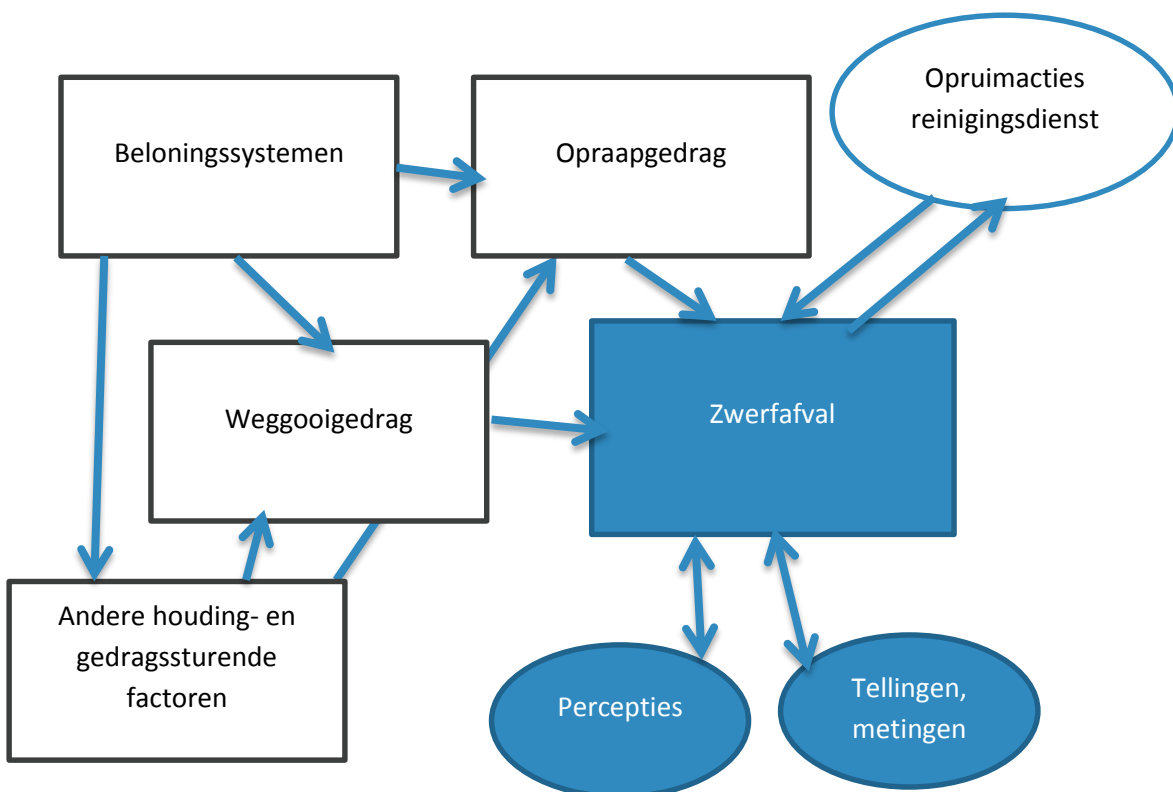 Opruimacties
reinigingsdienst
Beloningssystemen
Opraapgedrag
Weggooigedrag
Zwerfafval
Andere houding- en
gedragssturende
factoren
Percepties
Tellingen,
metingen